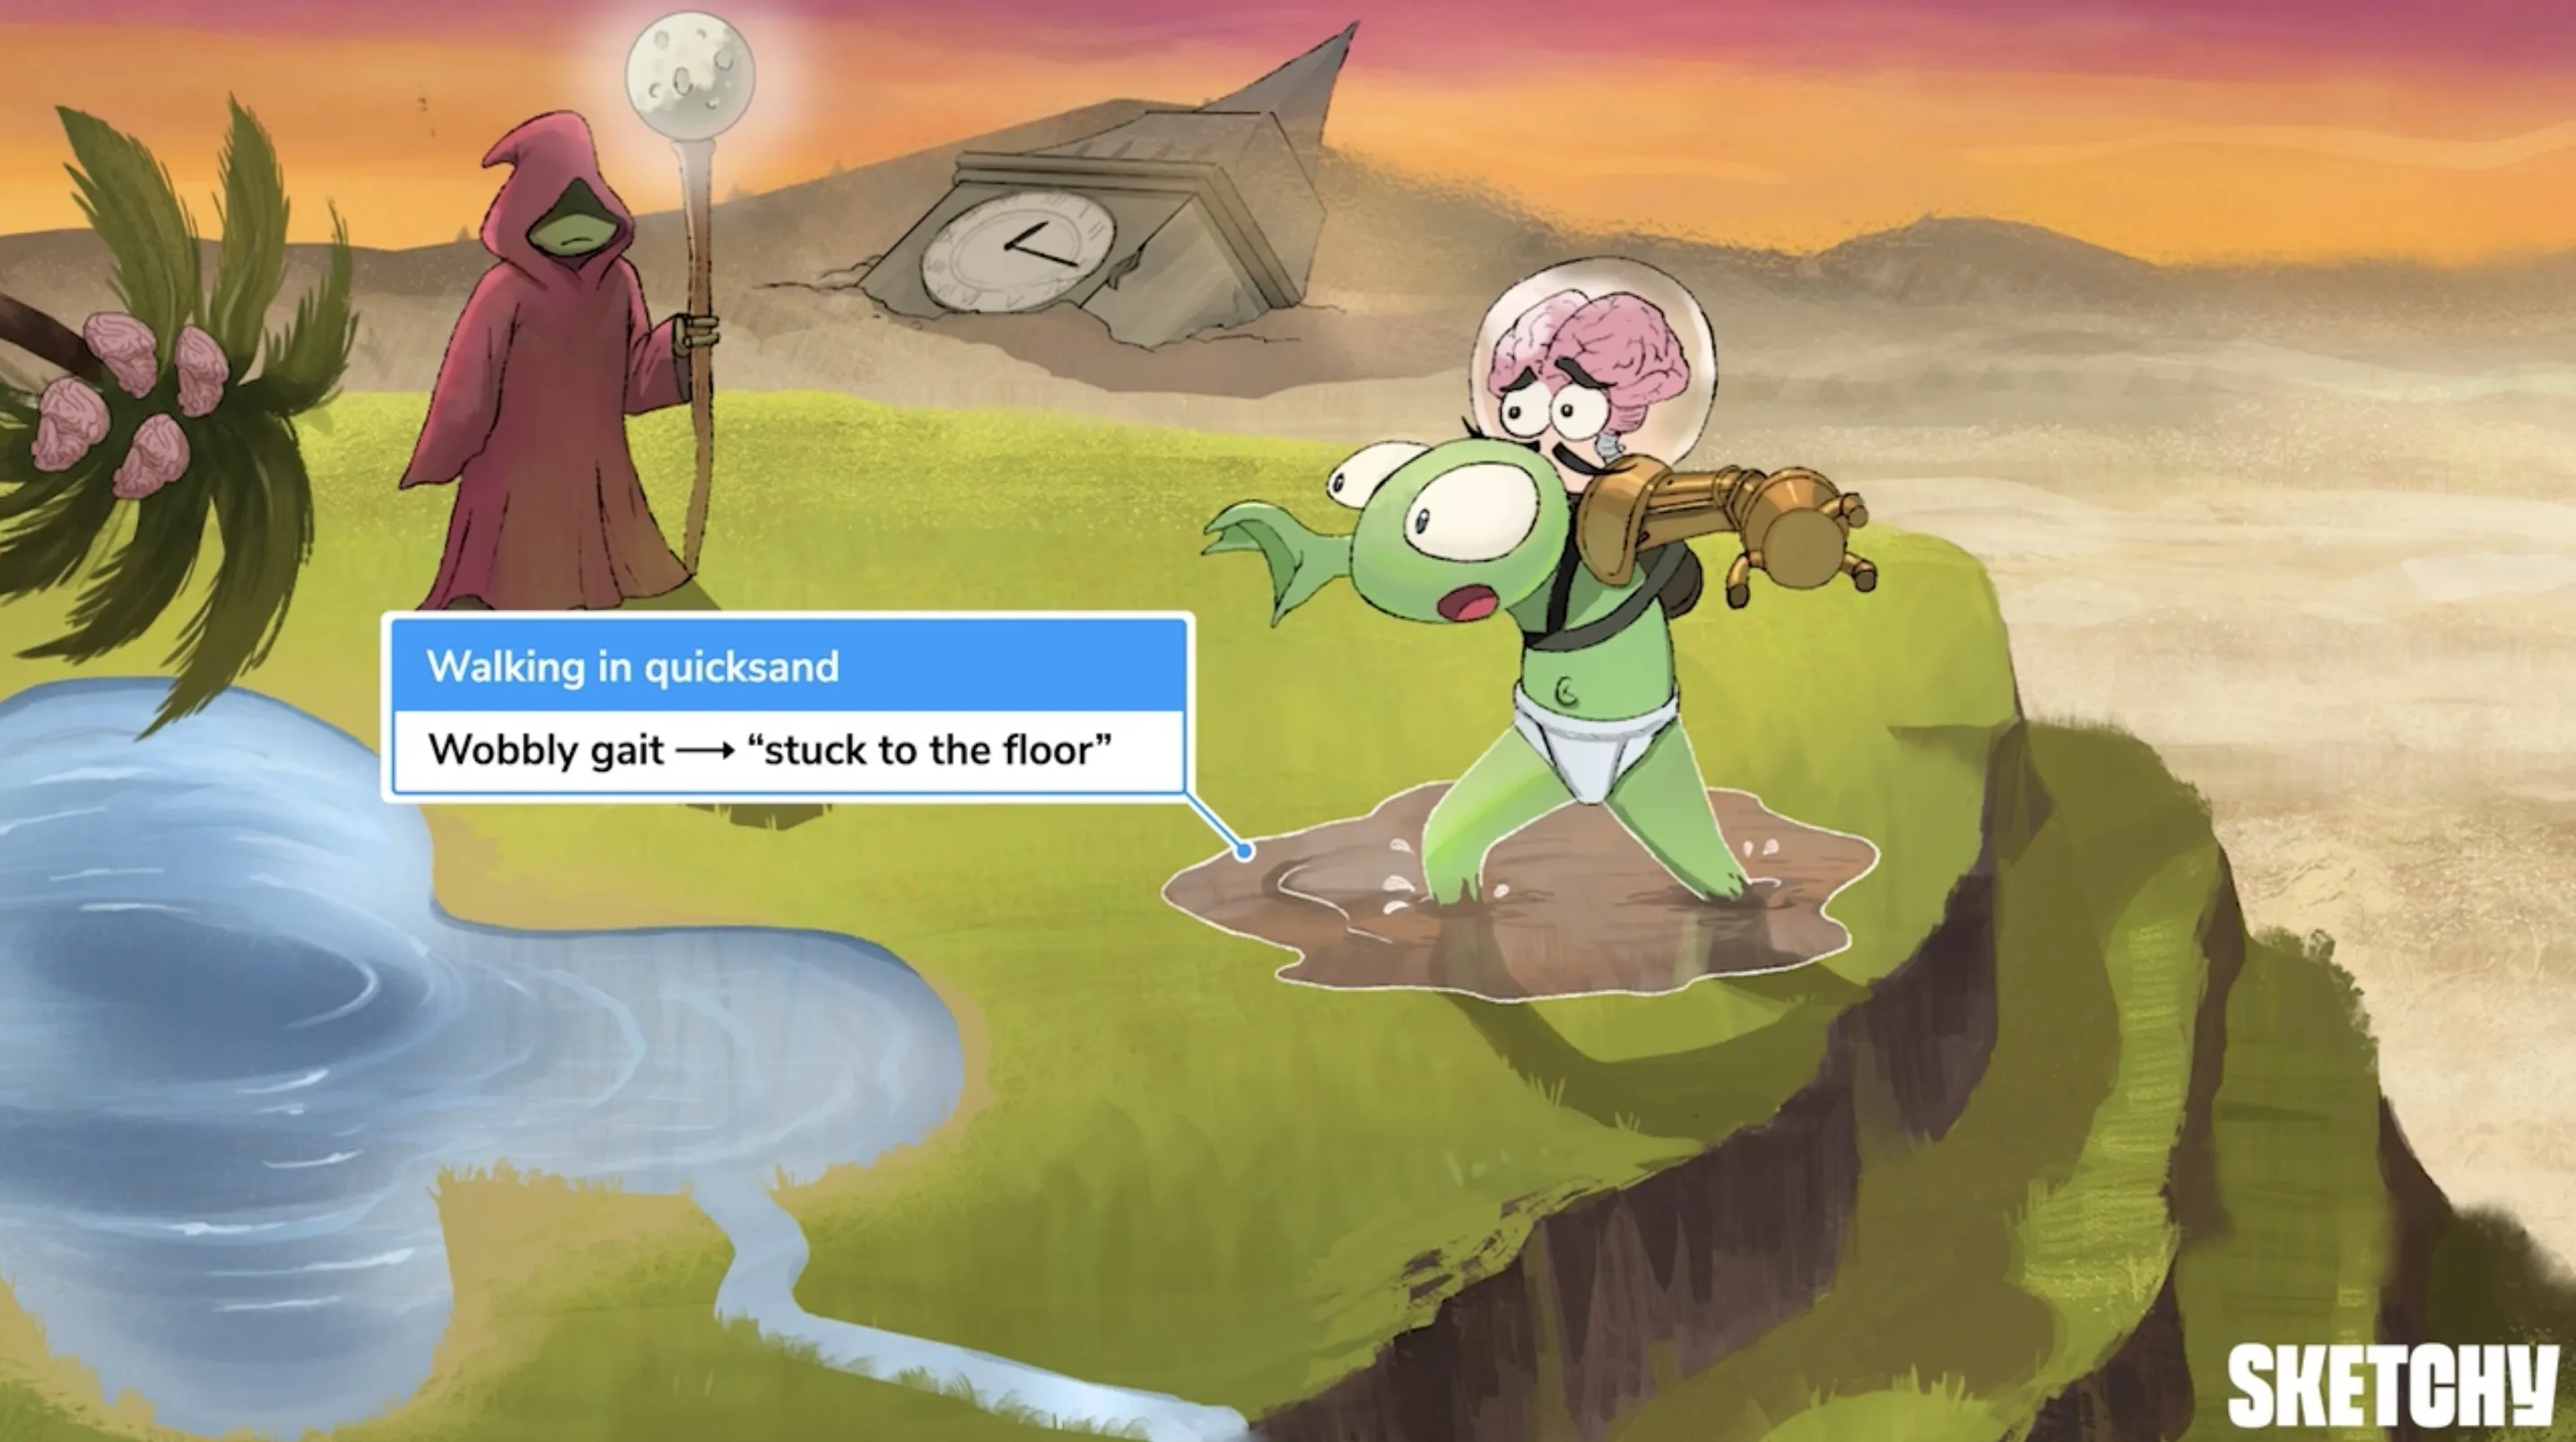 Walking in quicksand
Wobbly gait → “stuck to the floor”
SKETCHY